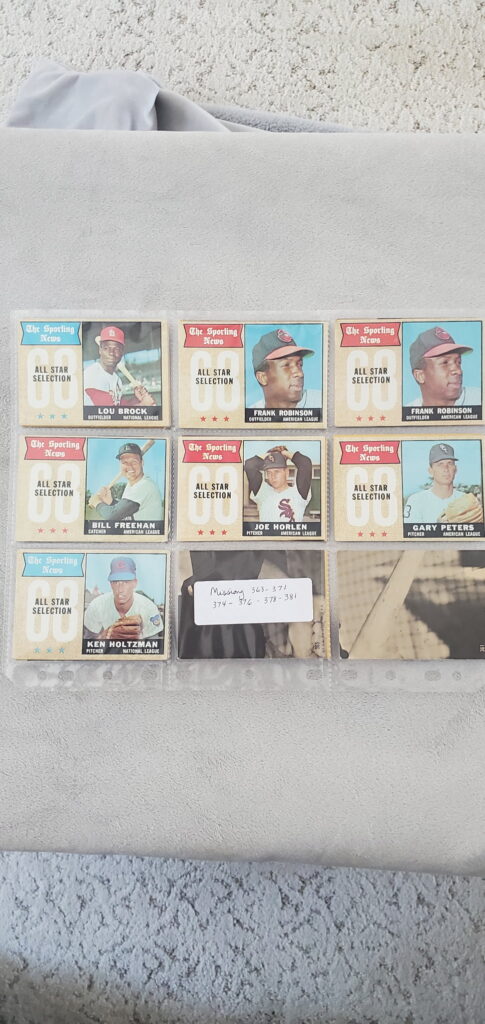 The Sporting
News
68
ALL STAR
SELECTION
LOU BROCK
OUTFIELDER NATIONAL LEAGUE
The Sporting
News
68
ALL STAR
SELECTION
FRANK ROBINSON
OUTFIELDER AMERICAN LEAGUE
The Sporting
News
68
ALL STAR
SELECTION
FRANK ROBINSON
OUTFIELDER AMERICAN LEAGUE
The Sporting
News
68
ALL STAR
SELECTION
BILL FREEHAN
CATCHER AMERICAN LEAGUE
The Sporting
News
68
ALL STAR
SELECTION
JOE HORLEN
PITCHER AMERICAN LEAGUE
The Sporting
News
68
ALL STAR
SELECTION
GARY PETERS
PITCHER AMERICAN LEAGUE
The Sporting
News
68
ALL STAR
SELECTION
KEN HOLTZMAN
PITCHER NATIONAL LEAGUE
Missing 363-371
374- 376 - 378-381